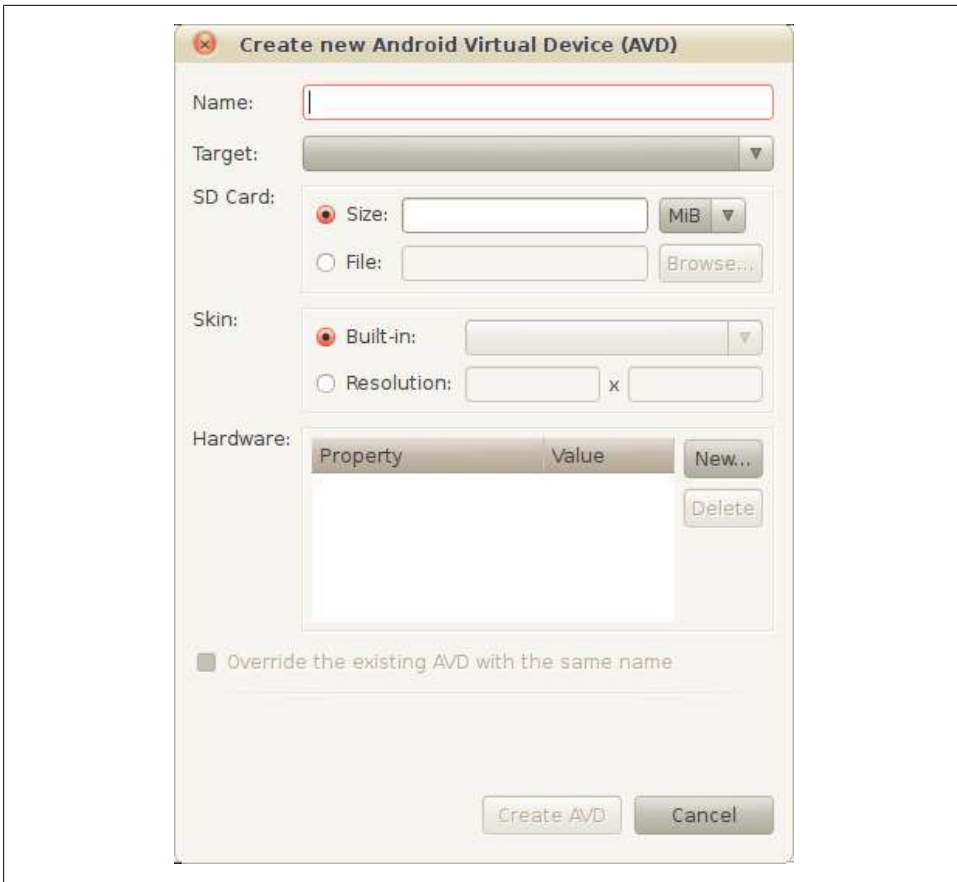 Create new Android Virtual Device (AVD)
Name:
Target:
SD Card:
Size:
MiB
File:
Browse...
Skin:
Built-in:
Resolution:
x
Hardware:
Property Value
New...
Delete
Override the existing AVD with the same name
Create AVD
Cancel